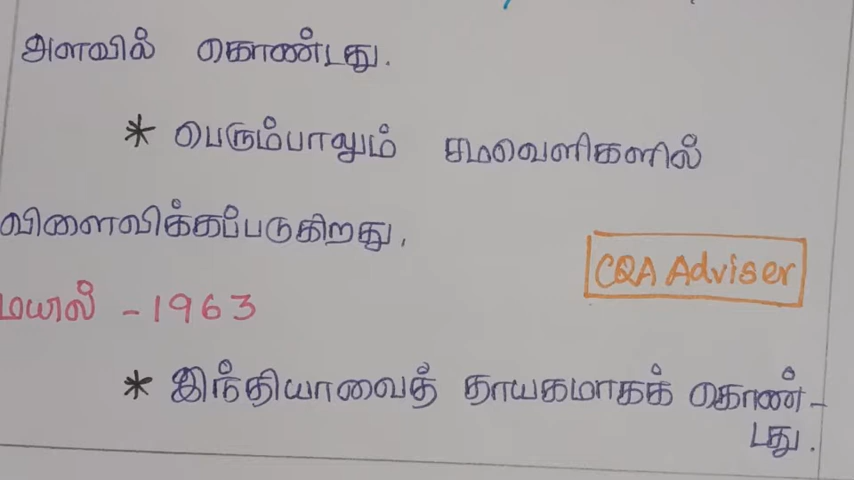 அளவில் கொண்டது.
* பெரும்பாலும் சமவெளிகளில்
விளைவிக்கப்படுகிறது.
CQA Adviser
மயில் - 1963
* இந்தியாவைத் தாயகமாகக் கொண்-
டது.